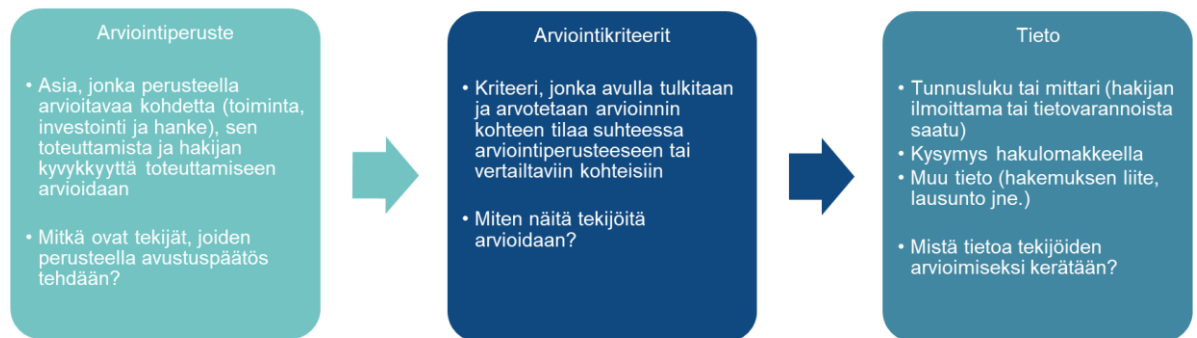 Arviointiperuste
• Asia, jonka perusteella
arvioitavaa kohdetta (toiminta,
investointi ja hanke), sen
toteuttamista ja hakijan
kyvykkyyttä toteuttamiseen
arvioidaan
• Mitkä ovat tekijät, joiden
perusteella avustuspäätös
tehdään?
Arviointikriteerit
• Kriteeri, jonka avulla tulkitaan
ja arvotetaan arvioinnin
kohteen tilaa suhteessa
arviointiperusteeseen tai
vertailtaviin kohteisiin
• Miten näitä tekijöitä
arvioidaan?
Tieto
• Tunnusluku tai mittari (hakijan
ilmoittama tai tietovarannoista
saatu)
• Kysymys hakulomakkeella
• Muu tieto (hakemuksen liite,
lausunto jne.)
• Mistä tietoa tekijöiden
arvioimiseksi kerätään?